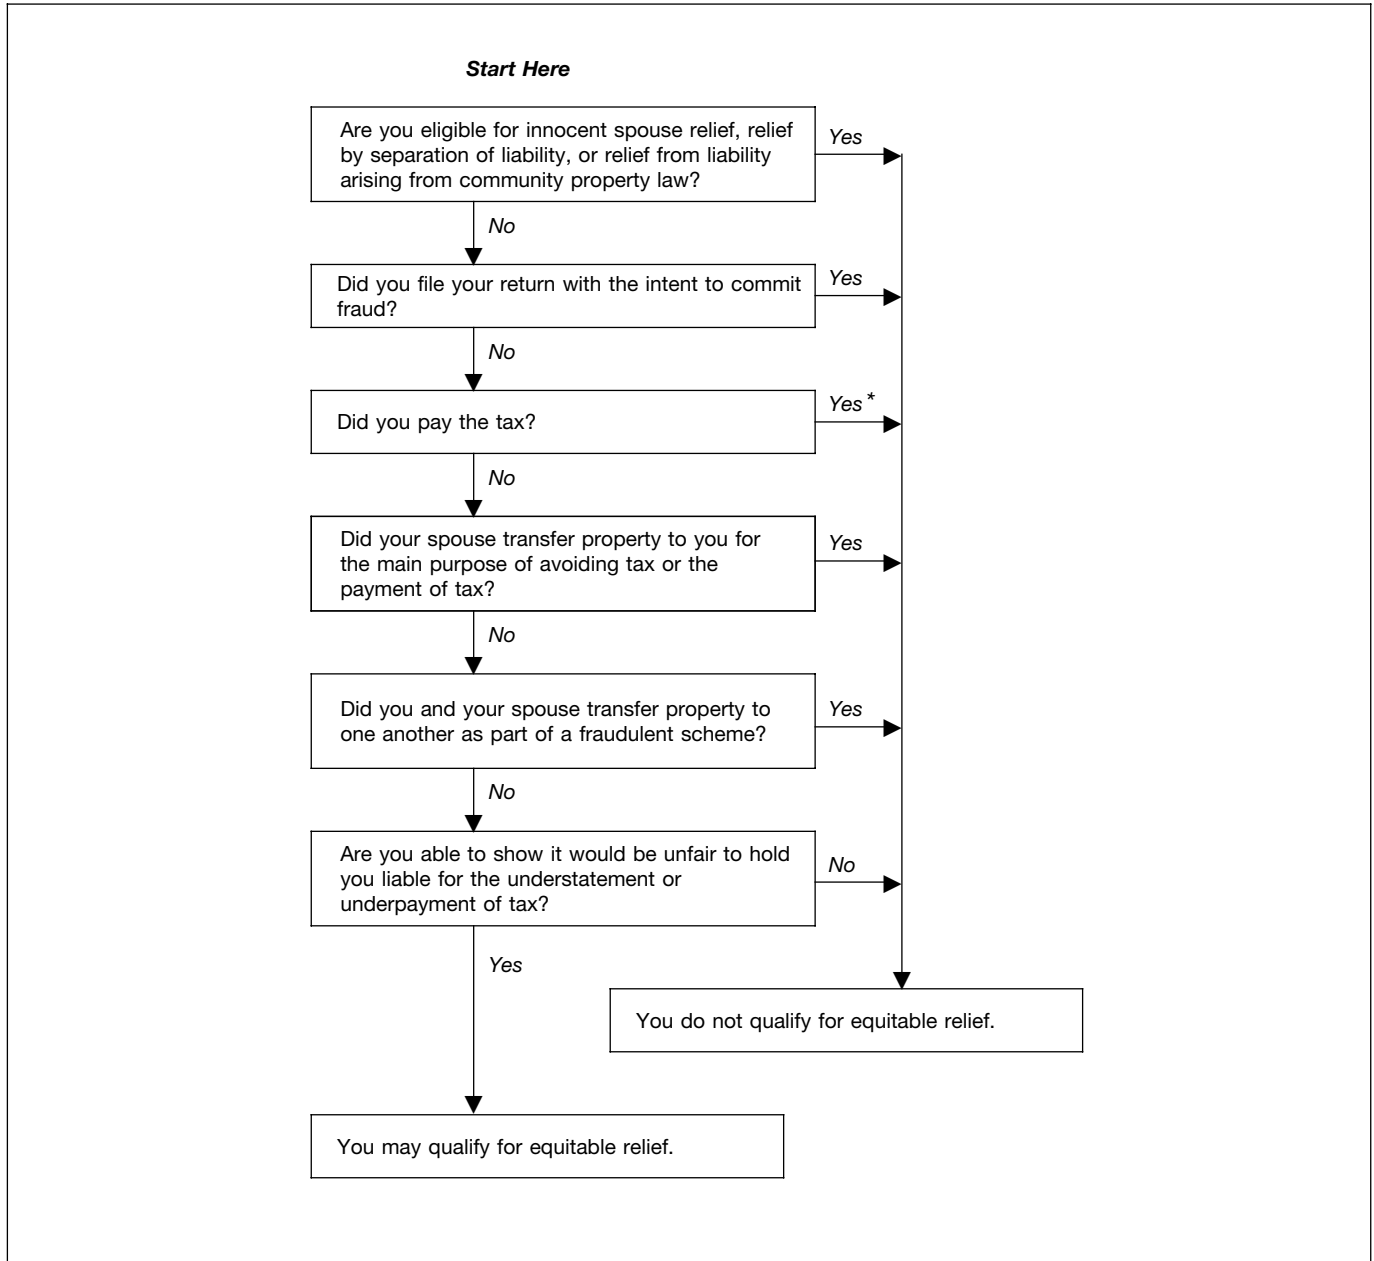 Start Here
Are you eligible for innocent spouse relief, relief
by separation of liability, or relief from liability
arising from community property law?
Yes
No
Did you file your return with the intent to commit
fraud?
Yes
No
Did you pay the tax?
Yes*
No
Did your spouse transfer property to you for
the main purpose of avoiding tax or the
payment of tax?
Yes
No
Did you and your spouse transfer property to
one another as part of a fraudulent scheme?
Yes
No
Are you able to show it would be unfair to hold
you liable for the understatement or
underpayment of tax?
No
Yes
You do not qualify for equitable relief.
You may qualify for equitable relief.